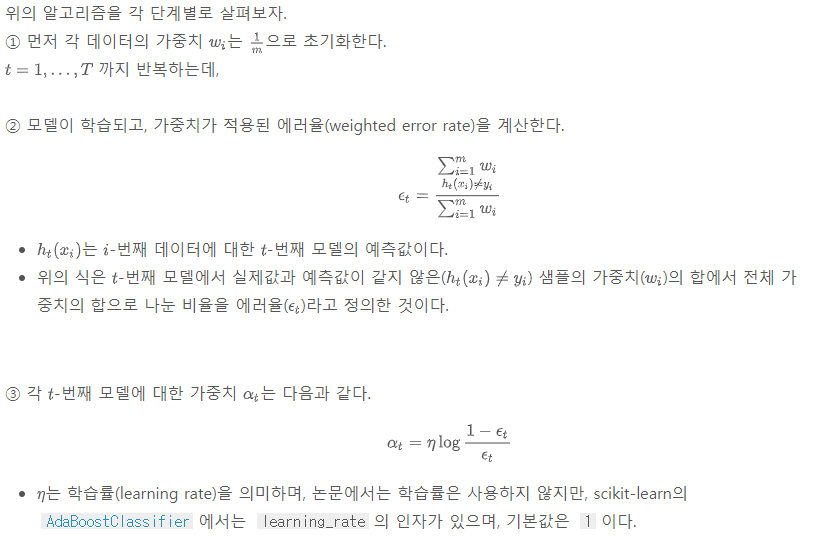 위의 알고리즘을 각 단계별로 살펴보자.
① 먼저 각 데이터의 가중치 $w_i$는 $\frac{1}{m}$으로 초기화한다.
$t = 1, \ldots, T$ 까지 반복하는데,
② 모델이 학습되고, 가중치가 적용된 에러율(weighted error rate)을 계산한다.
$\epsilon_t = \frac{\sum_{\substack{i=1 \\ h_t(x_i) \neq y_i}}^{m} w_i}{\sum_{i=1}^{m} w_i}$
• $h_t(x_i)$는 $i$-번째 데이터에 대한 $t$-번째 모델의 예측값이다.
• 위의 식은 $t$-번째 모델에서 실제값과 예측값이 같지 않은($h_t(x_i) \neq y_i$) 샘플의 가중치($w_i$)의 합에서 전체 가
중치의 합으로 나눈 비율을 에러율($\epsilon_t$)라고 정의한 것이다.
③ 각 $t$-번째 모델에 대한 가중치 $\alpha_t$는 다음과 같다.
$\alpha_t = \eta \log \frac{1 - \epsilon_t}{\epsilon_t}$
• $\eta$는 학습률(learning rate)을 의미하며, 논문에서는 학습률은 사용하지 않지만, scikit-learn의
AdaBoostClassifier 에서는 learning_rate 의 인자가 있으며, 기본값은 1 이다.